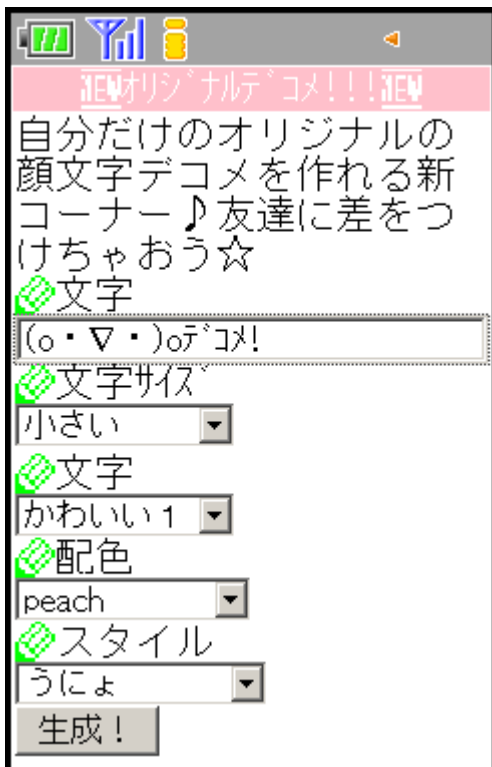 NEWオリジナルデコメ!!!NEW
自分だけのオリジナルの
顔文字デコメを作れる新
コーナー♪友達に差をつ
けちゃおう☆
文字
(o・∇・)oデコメ!
文字サイズ
小さい
文字
かわいい1
配色
peach
スタイル
うにょ
生成!